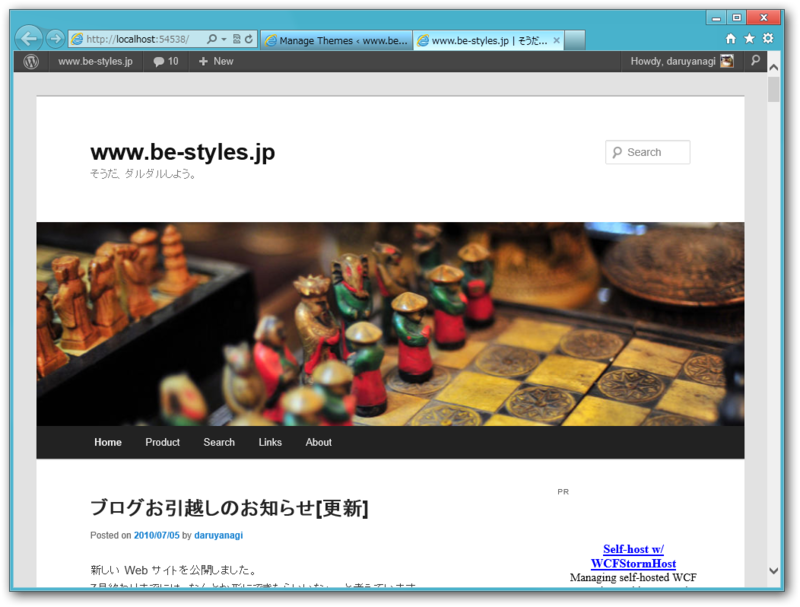 http://localhost:54538/
Manage Themes ‹ www.be...
www.be-styles.jp | そうだ...
www.be-styles.jp
10
New
Howdy, daruyanagi
www.be-styles.jp
そうだ、ダルダルしよう。
Search
Home
Product
Search
Links
About
PR
ブログお引越しのお知らせ[更新]
Posted on 2010/07/05 by daruyanagi
Self-host w/
WCFStormHost
新しい Web サイトを公開しました。
Managing self-hosted WCF